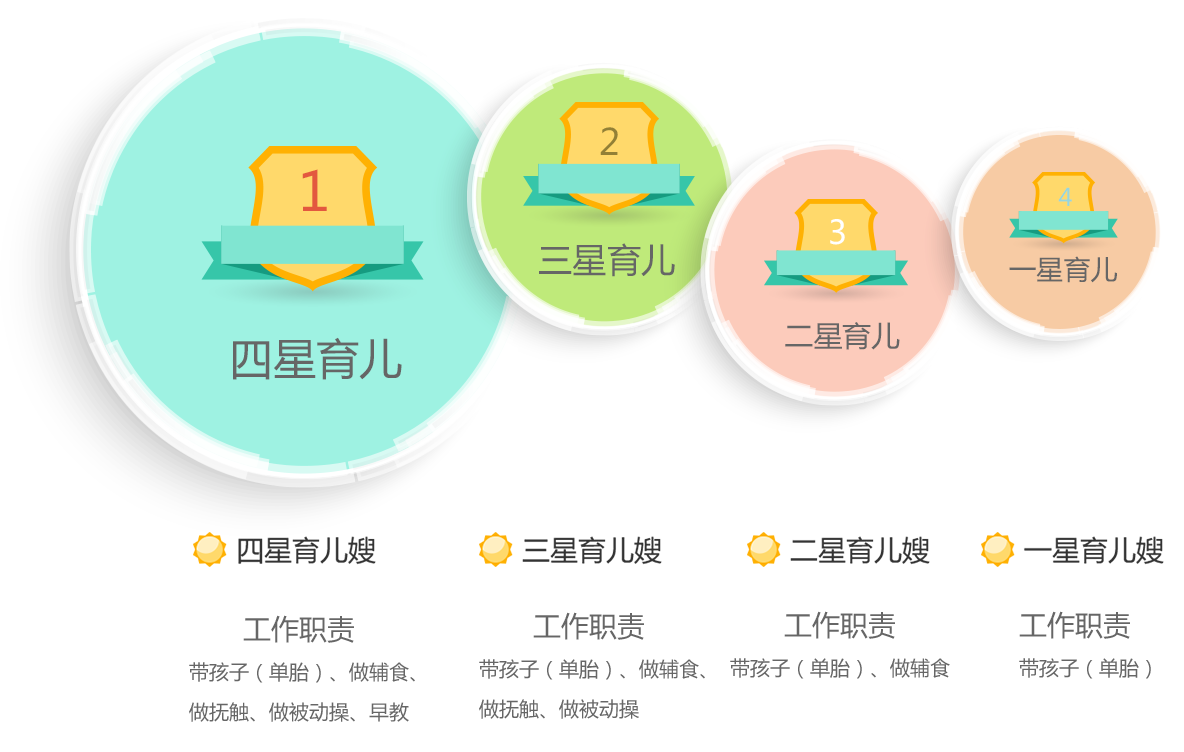 1
四星育儿
2
三星育儿
3
二星育儿
4
一星育儿
四星育儿嫂
工作职责
带孩子（单胎）、做辅食、
做抚触、做被动操、早教
三星育儿嫂
工作职责
带孩子（单胎）、做辅食、
做抚触、做被动操
二星育儿嫂
工作职责
带孩子（单胎）、做辅食
一星育儿嫂
工作职责
带孩子（单胎）